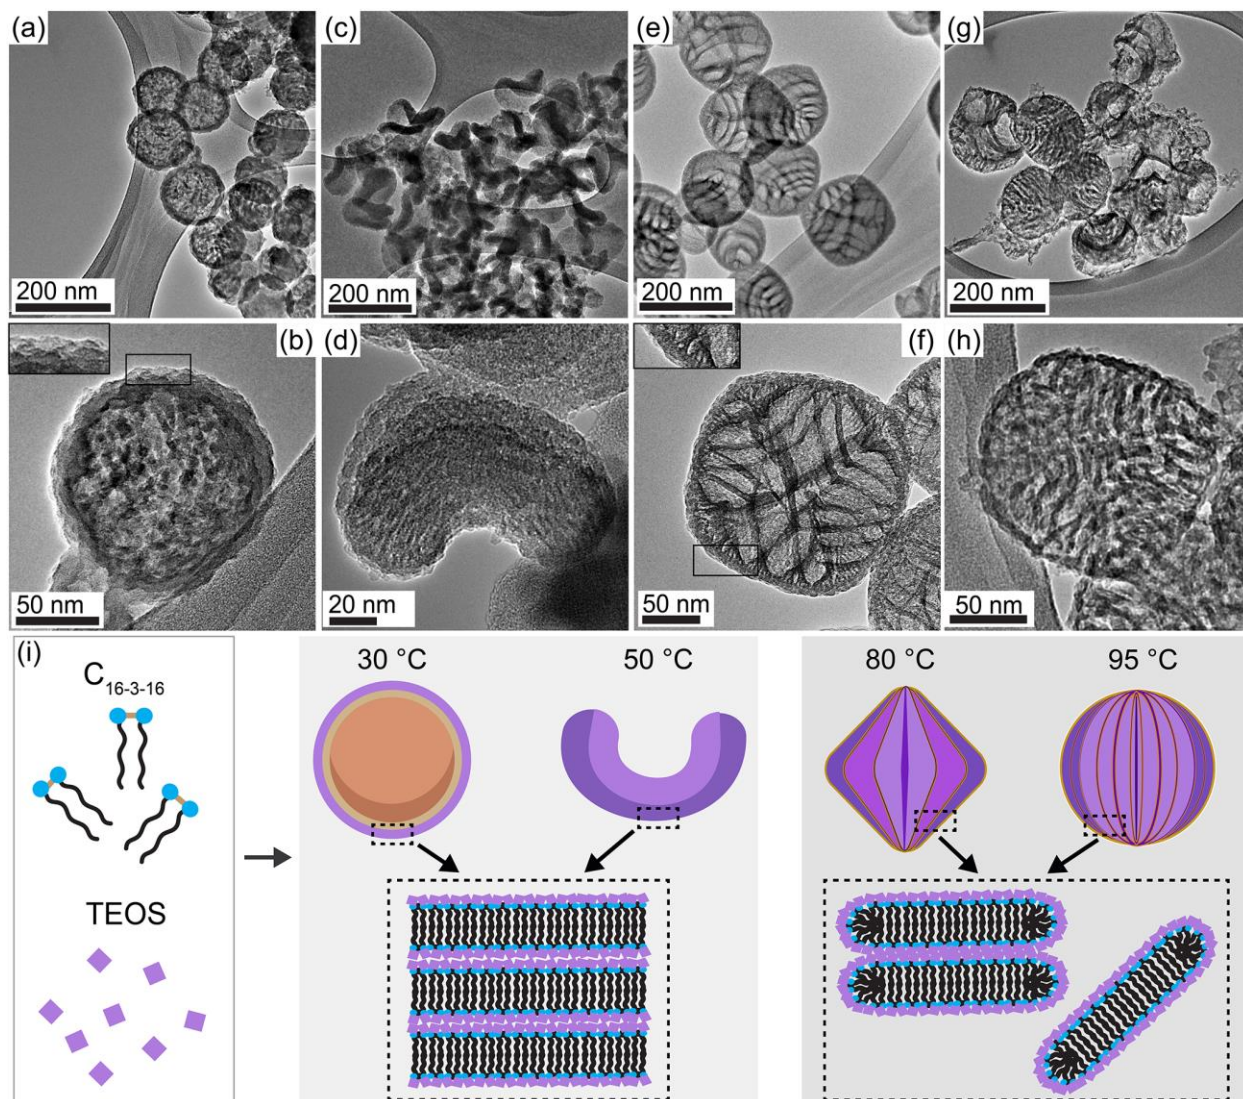 (a)
(c)
(e)
(g)
200 nm
200 nm
200 nm
200 nm
(b)
(d)
(f)
(h)
50 nm
20 nm
50 nm
50 nm
(i)
C16-3-16
TEOS
30 °C
50 °C
80 °C
95 °C